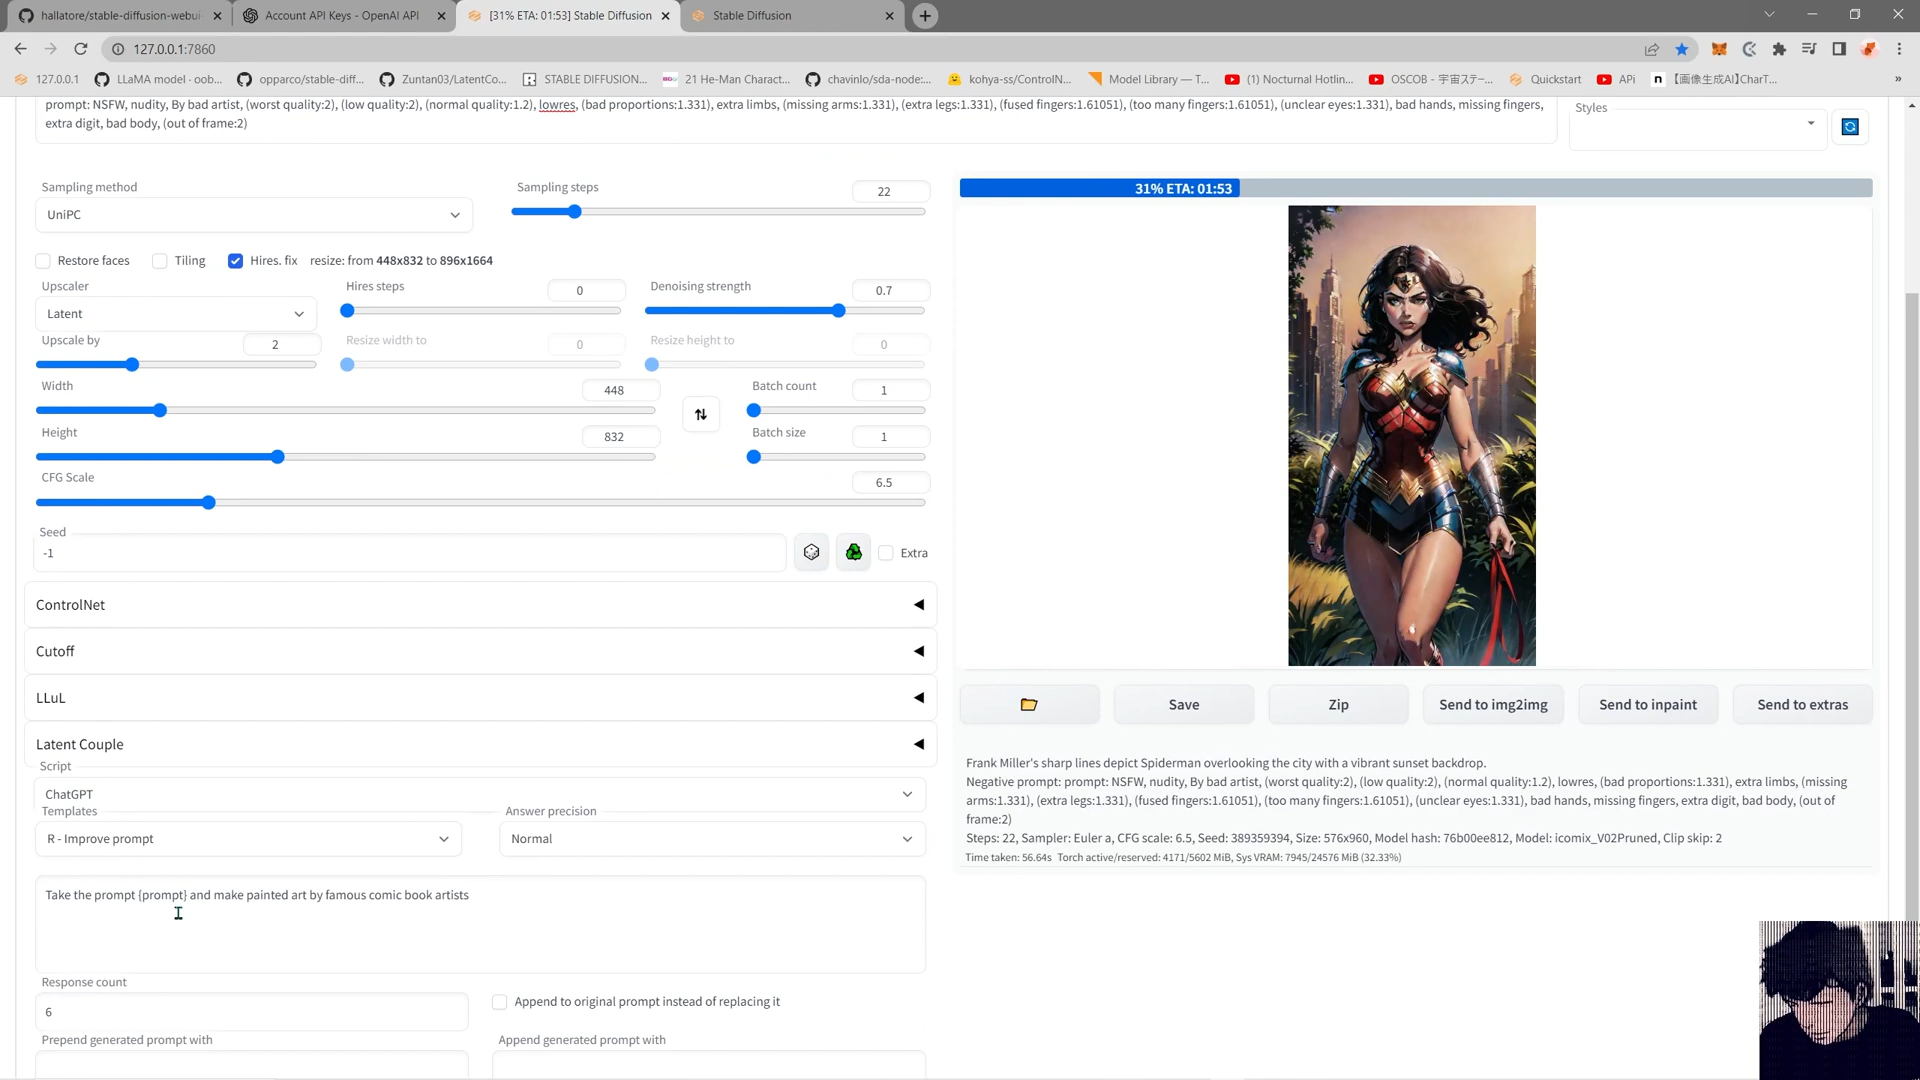 hallatore/stable-diffusion-webui-
Account API Keys - OpenAI API
[31% ETA: 01:53] Stable Diffusion
Stable Diffusion
127.0.0.1:7860
127.0.0.1
LLaMA model · oob...
opparco/stable-diff...
Zuntan03/LatentCo...
STABLE DIFFUSION...
21 He-Man Charact...
chavinlo/sda-node:...
kohya-ss/ControlN...
Model Library — T...
(1) Nocturnal Hotlin...
OSCOB - 宇宙ステー...
Quickstart
APi
【画像生成AI】CharT...
»
prompt: NSFW, nudity, By bad artist, (worst quality:2), (low quality:2), (normal quality:1.2), lowres, (bad proportions:1.331), extra limbs, (missing arms:1.331), (extra legs:1.331), (fused fingers:1.61051), (too many fingers:1.61051), (unclear eyes:1.331), bad hands, missing fingers,
extra digit, bad body, (out of frame:2)
Styles
Sampling method
UniPC
Sampling steps
22
Restore faces
Tiling
Hires. fix
resize: from 448x832 to 896x1664
Upscaler
Latent
Hires steps
0
Denoising strength
0.7
Upscale by
2
Resize width to
0
Resize height to
0
Width
448
Batch count
1
Height
832
Batch size
1
CFG Scale
6.5
Seed
-1
Extra
ControlNet
Cutoff
LLuL
Latent Couple
Script
ChatGPT
Templates
R - Improve prompt
Answer precision
Normal
Take the prompt {prompt} and make painted art by famous comic book artists
Response count
6
Append to original prompt instead of replacing it
Prepend generated prompt with
Append generated prompt with
31% ETA: 01:53
Save
Zip
Send to img2img
Send to inpaint
Send to extras
Frank Miller's sharp lines depict Spiderman overlooking the city with a vibrant sunset backdrop.
Negative prompt: prompt: NSFW, nudity, By bad artist, (worst quality:2), (low quality:2), (normal quality:1.2), lowres, (bad proportions:1.331), extra limbs, (missing
arms:1.331), (extra legs:1.331), (fused fingers:1.61051), (too many fingers:1.61051), (unclear eyes:1.331), bad hands, missing fingers, extra digit, bad body, (out of
frame:2)
Steps: 22, Sampler: Euler a, CFG scale: 6.5, Seed: 389359394, Size: 576x960, Model hash: 76b00ee812, Model: icomix_V02Pruned, Clip skip: 2
Time taken: 56.64s Torch active/reserved: 4171/5602 MiB, Sys VRAM: 7945/24576 MiB (32.33%)